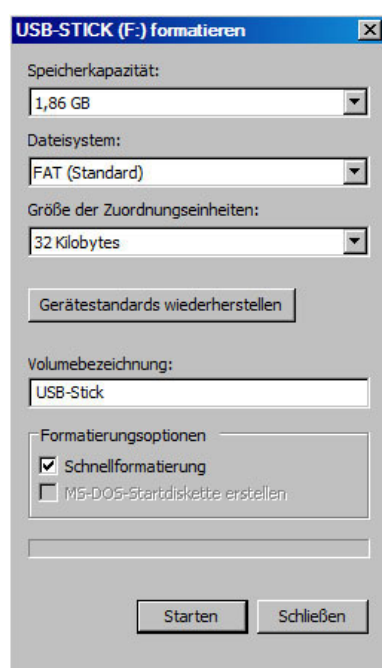 USB-STICK (F:) formatieren
Speicherkapazität:
1,86 GB
Dateisystem:
FAT (Standard)
Größe der Zuordnungseinheiten:
32 Kilobytes
Gerätestandards wiederherstellen
Volumebezeichnung:
USB-Stick
Formatierungsoptionen
Schnellformatierung
MS-DOS-Startdiskette erstellen
Starten Schließen